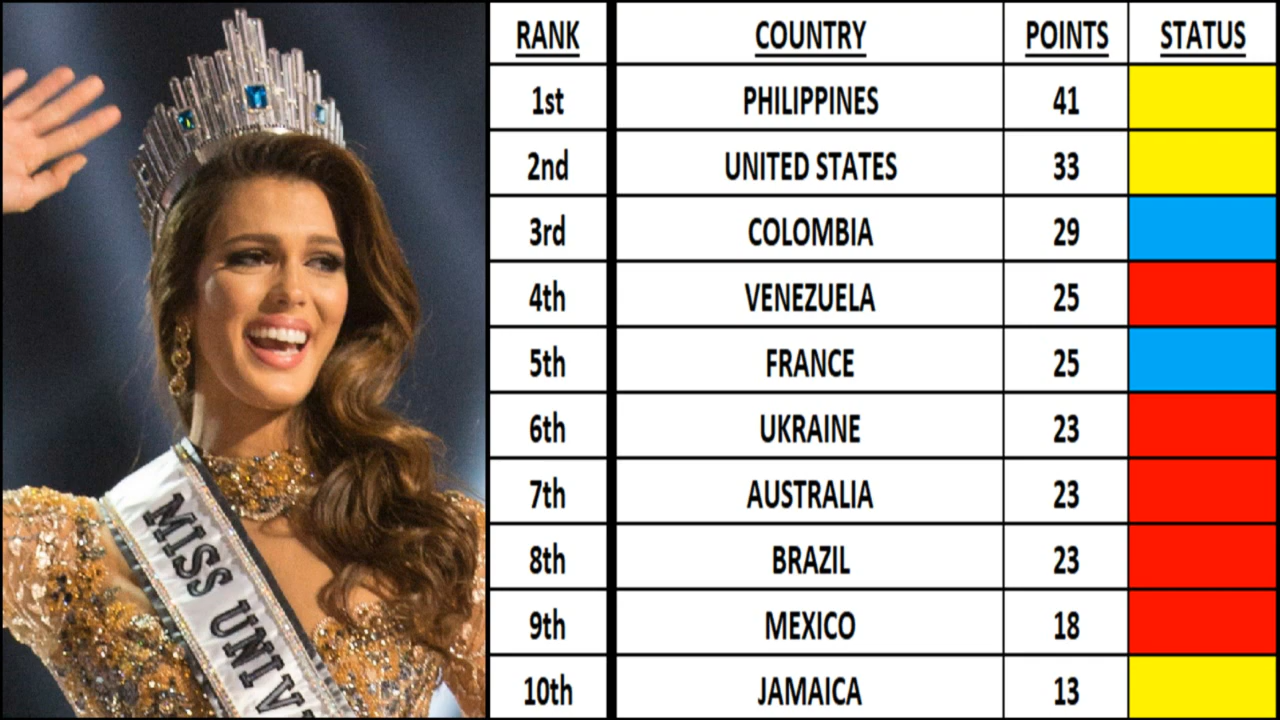 RANK COUNTRY POINTS STATUS
1st PHILIPPINES 41
2nd UNITED STATES 33
3rd COLOMBIA 29
4th VENEZUELA 25
5th FRANCE 25
6th UKRAINE 23
7th AUSTRALIA 23
8th BRAZIL 23
9th MEXICO 18
10th JAMAICA 13
MISS UNIV